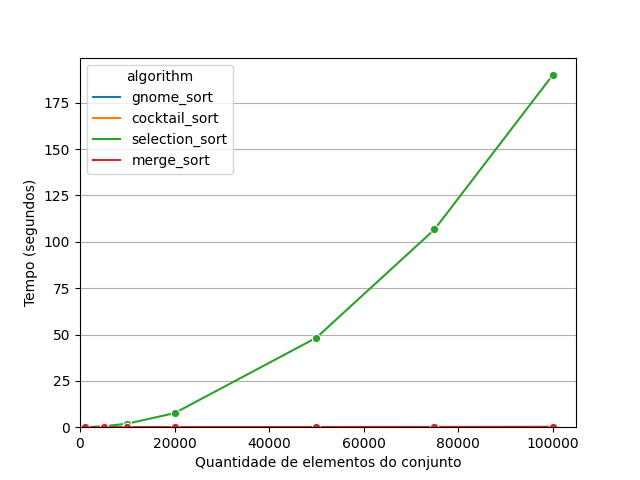 algorithm
gnome_sort
cocktail_sort
selection_sort
merge_sort
175
150
125
100
75
50
25
0
Tempo (segundos)
0 20000 40000 60000 80000 100000
Quantidade de elementos do conjunto